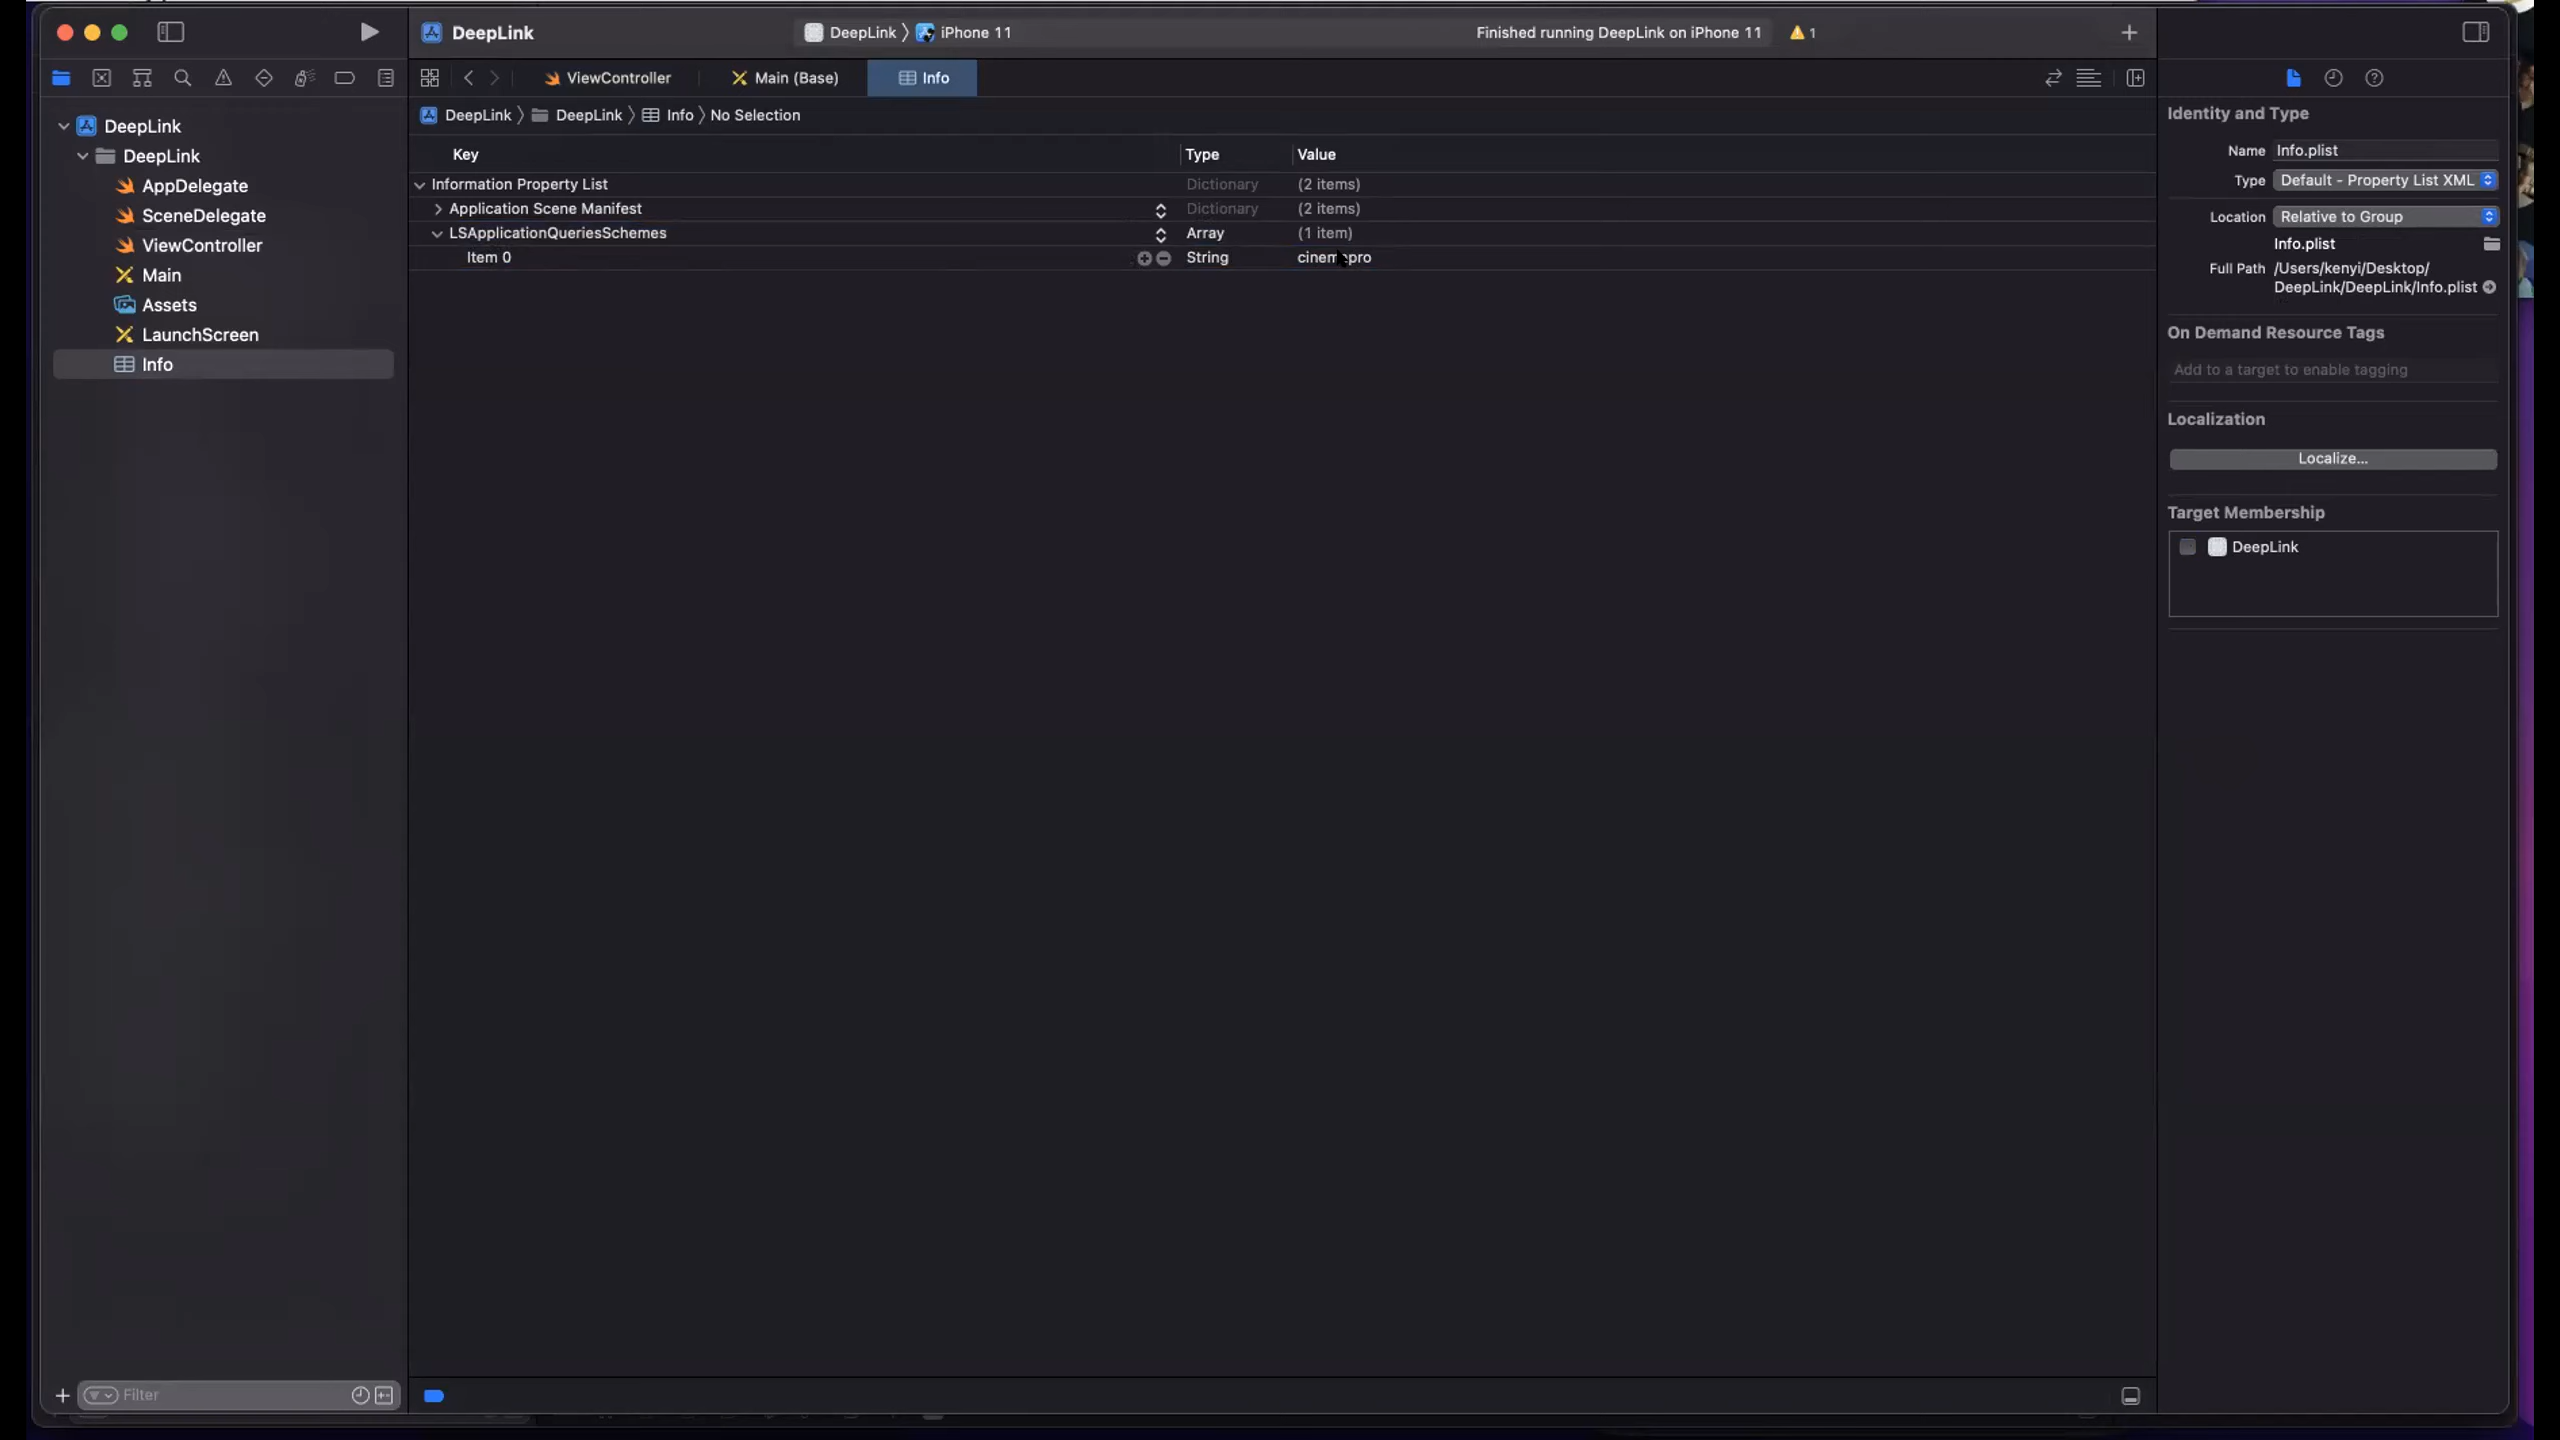 DeepLink
DeepLink 〉 iPhone 11
Finished running DeepLink on iPhone 11
1
ViewController
Main (Base)
Info
DeepLink 〉 DeepLink 〉 Info 〉 No Selection
DeepLink
DeepLink
AppDelegate
SceneDelegate
ViewController
Main
Assets
LaunchScreen
Info
Filter
Key
Type
Value
Information Property List
Dictionary
(2 items)
Application Scene Manifest
Dictionary
(2 items)
LSApplicationQueriesSchemes
Array
(1 item)
Item 0
String
Identity and Type
Name Info.plist
Type Default - Property List XML
Location Relative to Group
Info.plist
Full Path /Users/kenyi/Desktop/
DeepLink/DeepLink/Info.plist
On Demand Resource Tags
Add to a target to enable tagging
Localization
Localize...
Target Membership
DeepLink